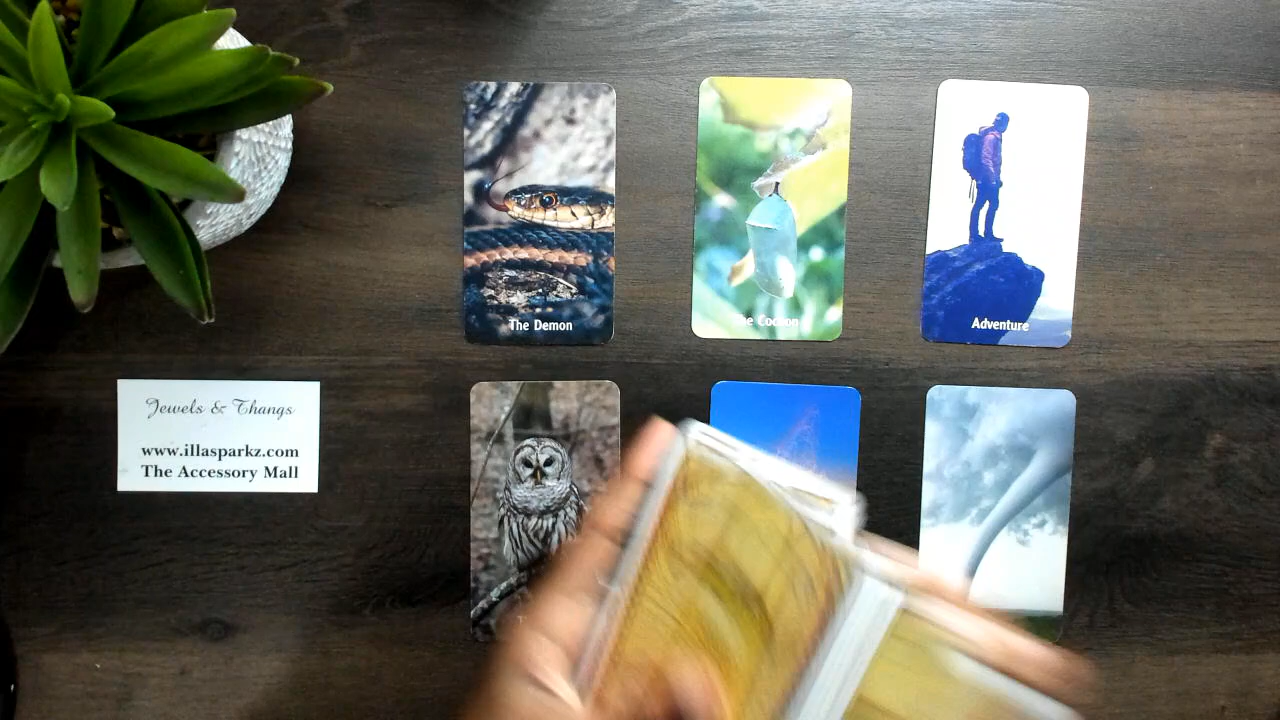 The Demon
The Cocoon
Adventure
Jewels & Thangs
www.illasparkz.com
The Accessory Mall